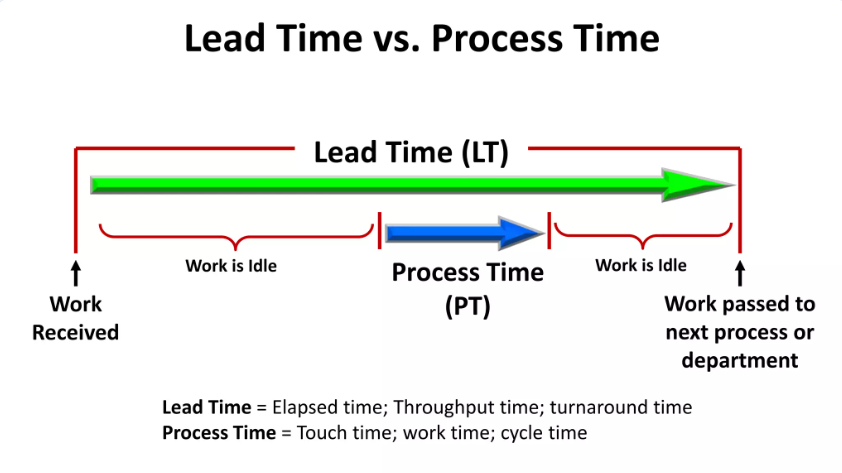 Lead Time vs. Process Time
Lead Time (LT)
Work is Idle
Process Time
(PT)
Work is Idle
Work
Received
Work passed to
next process or
department
Lead Time = Elapsed time; Throughput time; turnaround time
Process Time = Touch time; work time; cycle time